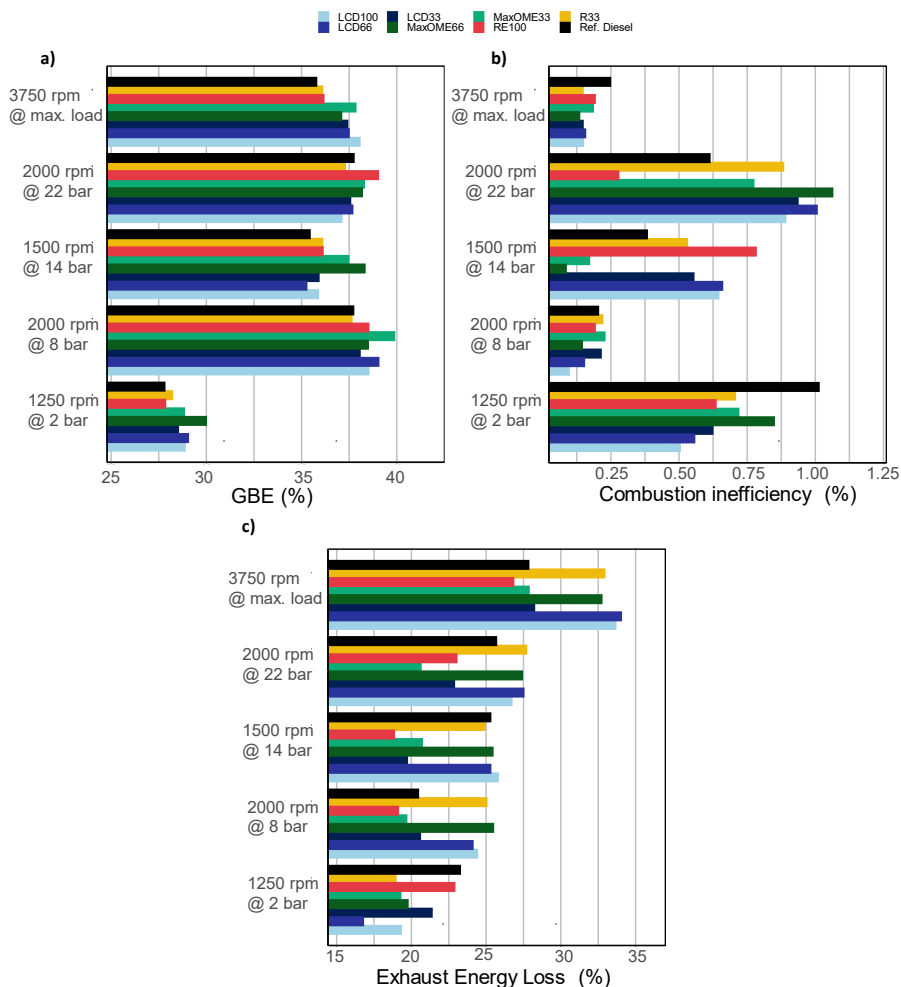 LCD100 LCD33 MaxOME33 R33
LCD66 MaxOME66 RE100 Ref. Diesel
a)
3750 rpm
@ max. load
2000 rpm
@ 22 bar
1500 rpm
@ 14 bar
2000 rpm
@ 8 bar
1250 rpm
@ 2 bar
25 30 35 40
GBE (%)
b)
3750 rpm
@ max. load
2000 rpm
@ 22 bar
1500 rpm
@ 14 bar
2000 rpm
@ 8 bar
1250 rpm
@ 2 bar
0.25 0.50 0.75 1.00 1.25
Combustion inefficiency (%)
c)
3750 rpm
@ max. load
2000 rpm
@ 22 bar
1500 rpm
@ 14 bar
2000 rpm
@ 8 bar
1250 rpm
@ 2 bar
15 20 25 30 35
Exhaust Energy Loss (%)